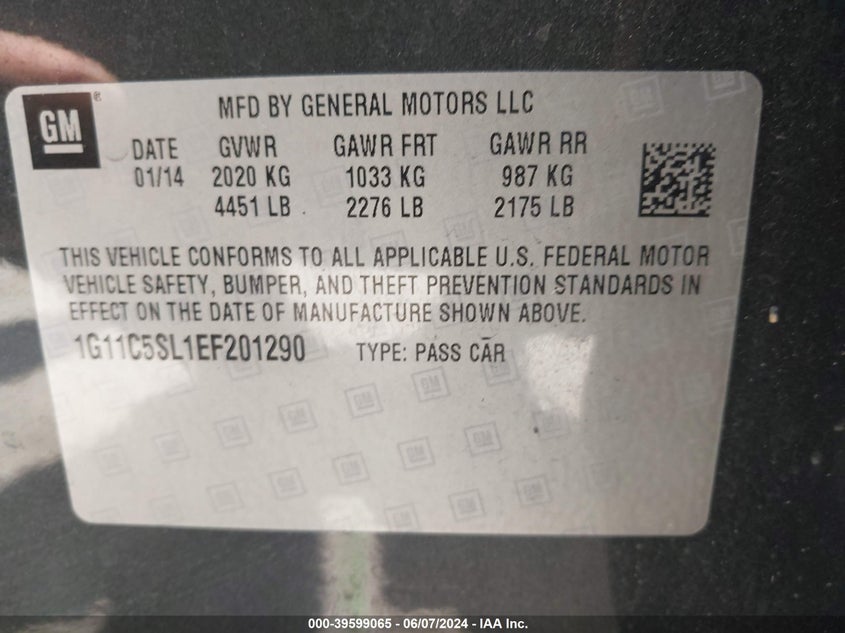 GM®
MFD BY GENERAL MOTORS LLC
DATE GVWR GAWR FRT GAWR RR
01/14 2020 KG 1033 KG 987 KG
4451 LB 2276 LB 2175 LB
THIS VEHICLE CONFORMS TO ALL APPLICABLE U.S. FEDERAL MOTOR
VEHICLE SAFETY, BUMPER, AND THEFT PREVENTION STANDARDS IN
EFFECT ON THE DATE OF MANUFACTURE SHOWN ABOVE.
1G11C5SL1EF201290 TYPE: PASS CAR
000-39599065 - 06/07/2024 - IAA Inc.